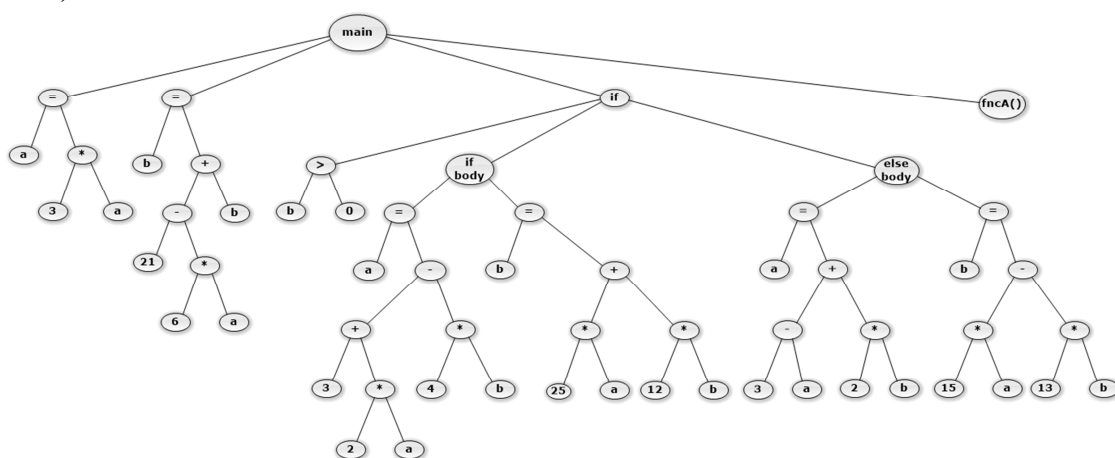 main
= = if fncA()
a * b + > if body else body
3 a - b b 0 = = = =
21 * a - b + a + b -
6 a + * * * - * * *
3 * 4 b 25 a 12 b 3 a 2 b 15 a 13 b
2 a